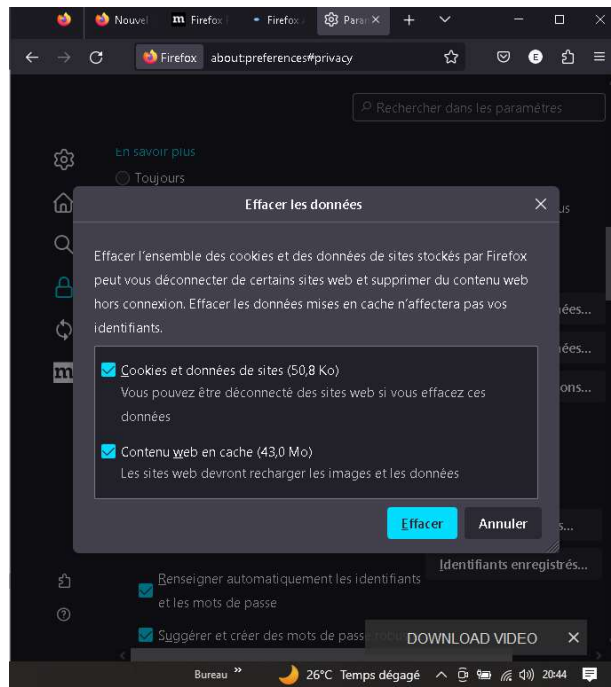 Nouvel
m Firefox
Firefox
Para
Firefox about:preferences#privacy
E
Rechercher dans les paramètres
En savoir plus
Toujours
Effacer les données
us
Effacer l'ensemble des cookies et des données de sites stockés par Firefox
peut vous déconnecter de certains sites web et supprimer du contenu web
hors connexion. Effacer les données mises en cache n'affectera pas vos
identifiants.
ées...
ées...
m
ons...
Cookies et données de sites (50,8 Ko)
Vous pouvez être déconnecté des sites web si vous effacez ces
données
Contenu web en cache (43,0 Mo)
Les sites web devront recharger les images et les données
Effacer Annuler
s...
Identifiants enregistrés...
Renseigner automatiquement les identifiants
et les mots de passe
Suggérer et créer des mots de passe
DOWNLOAD VIDEO
Bureau » 26°C Temps dégagé 20:44